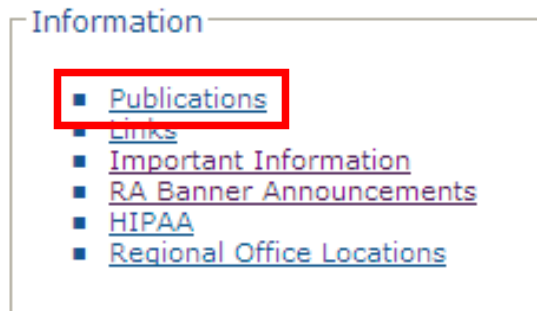 Information
Publications
Links
Important Information
RA Banner Announcements
HIPAA
Regional Office Locations